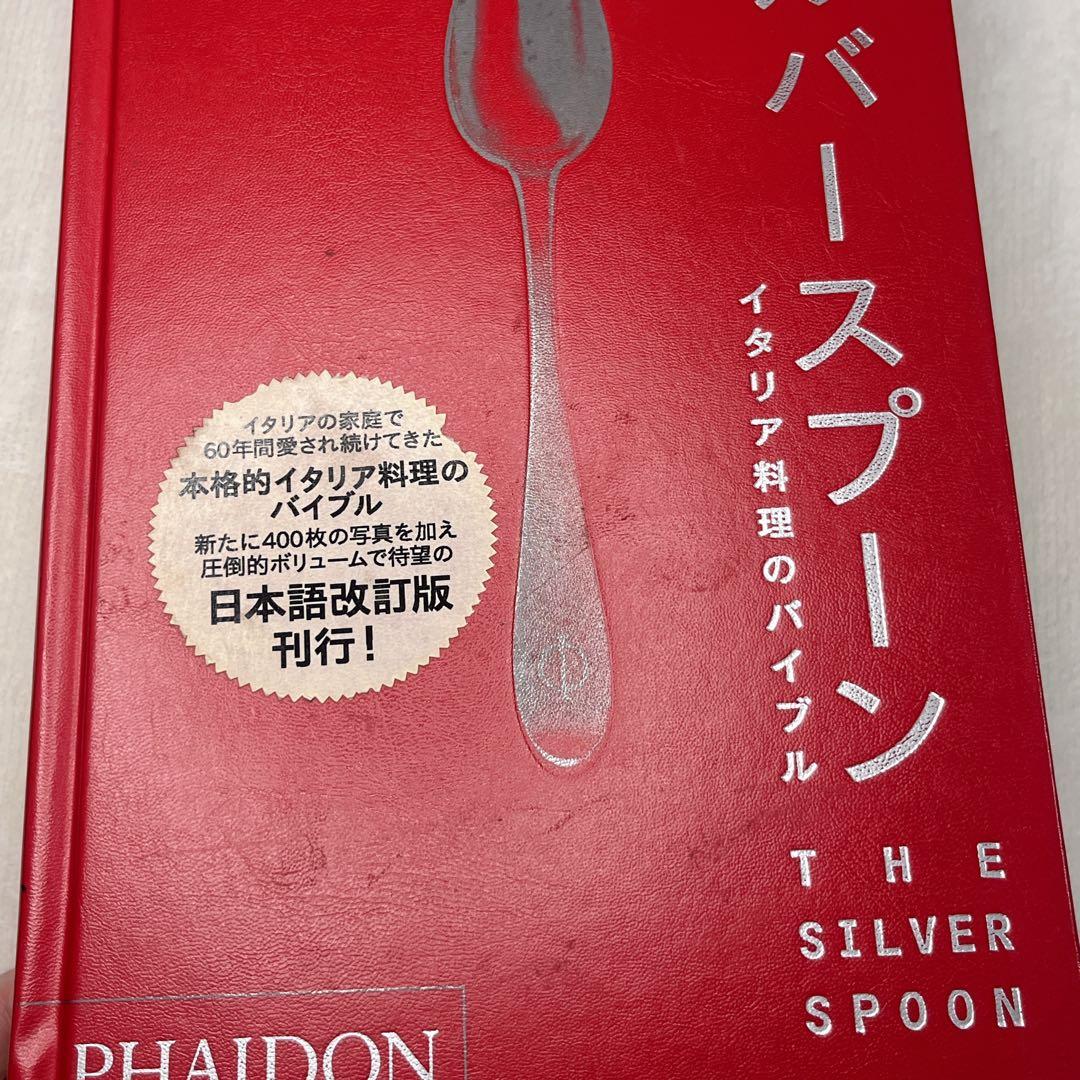 ルバースプーン
イタリア料理のバイブル
THE
SILVER
SPOON
イタリアの家庭で
60年間愛され続けてきた
本格的イタリア料理の
バイブル
新たに400枚の写真を加え
圧倒的ボリュームで待望の
日本語改訂版
刊行！
PHAIDON